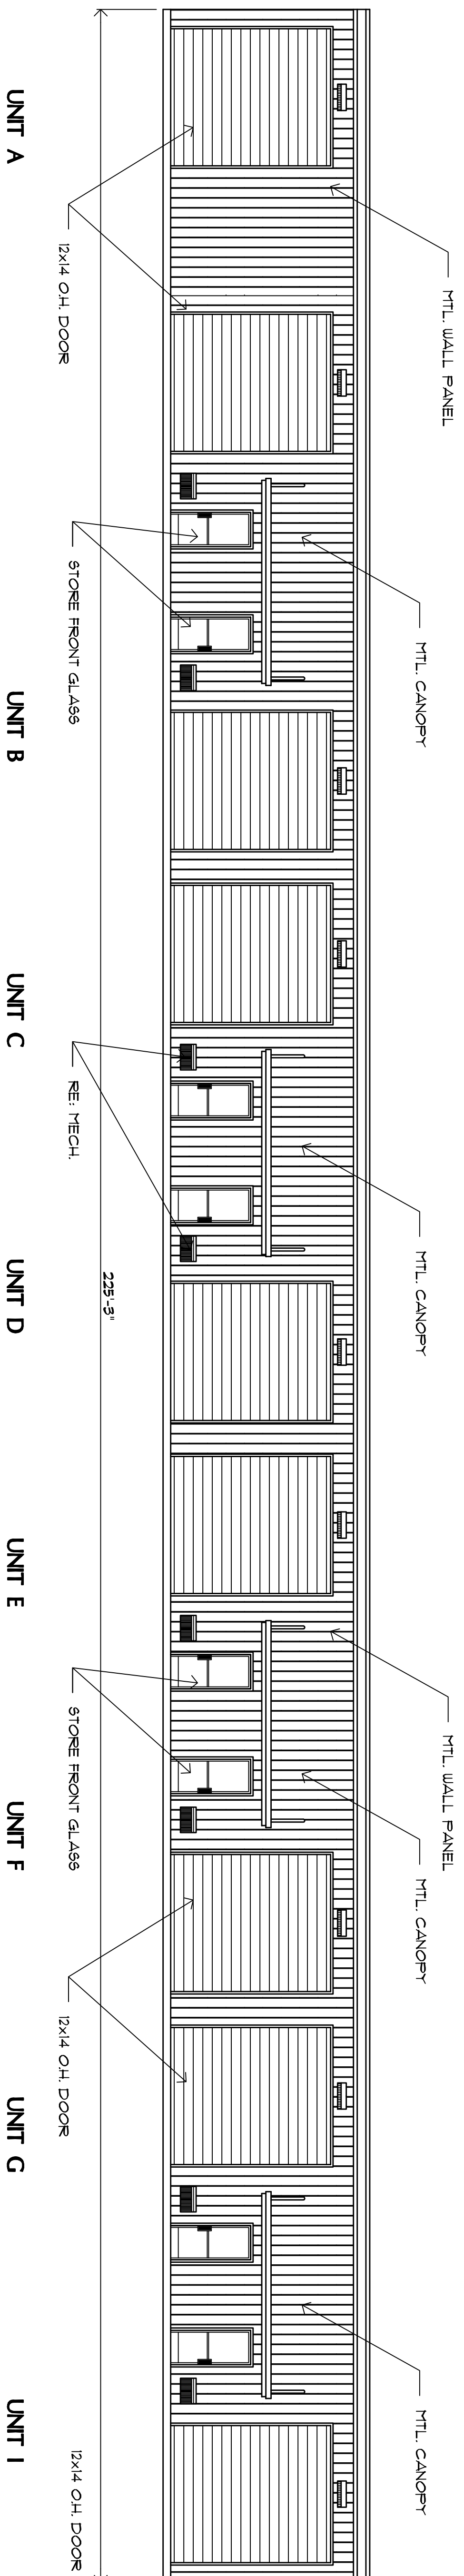 MTL. WALL PANEL
MTL. CANOPY
MTL. CANOPY
MTL. WALL PANEL
MTL. CANOPY
MTL. CANOPY
225'-3"
12x14 O.H. DOOR
STORE FRONT GLASS
RE: MECH.
STORE FRONT GLASS
12x14 O.H. DOOR
12x14 O.H. DOOR
UNIT A
UNIT B
UNIT C
UNIT D
UNIT E
UNIT F
UNIT G
UNIT I